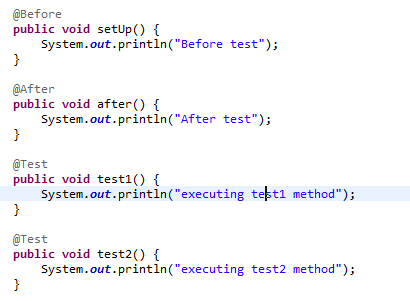 @Before
public void setUp() {
    System.out.println("Before test");
}

@After
public void after() {
    System.out.println("After test");
}

@Test
public void test1() {
    System.out.println("executing test1 method");
}

@Test
public void test2() {
    System.out.println("executing test2 method");
}